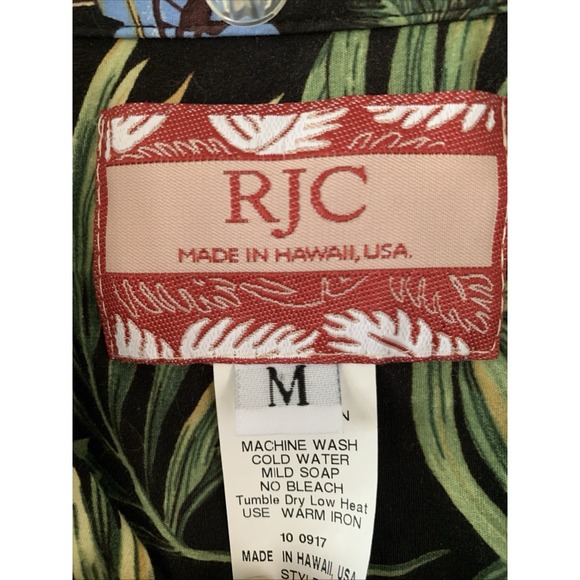 RJC
MADE IN HAWAII, USA.
M
N
MACHINE WASH
COLD WATER
MILD SOAP
NO BLEACH
Tumble Dry Low Heat
USE WARM IRON
10 0917
MADE IN HAWAII, USA
STYLE